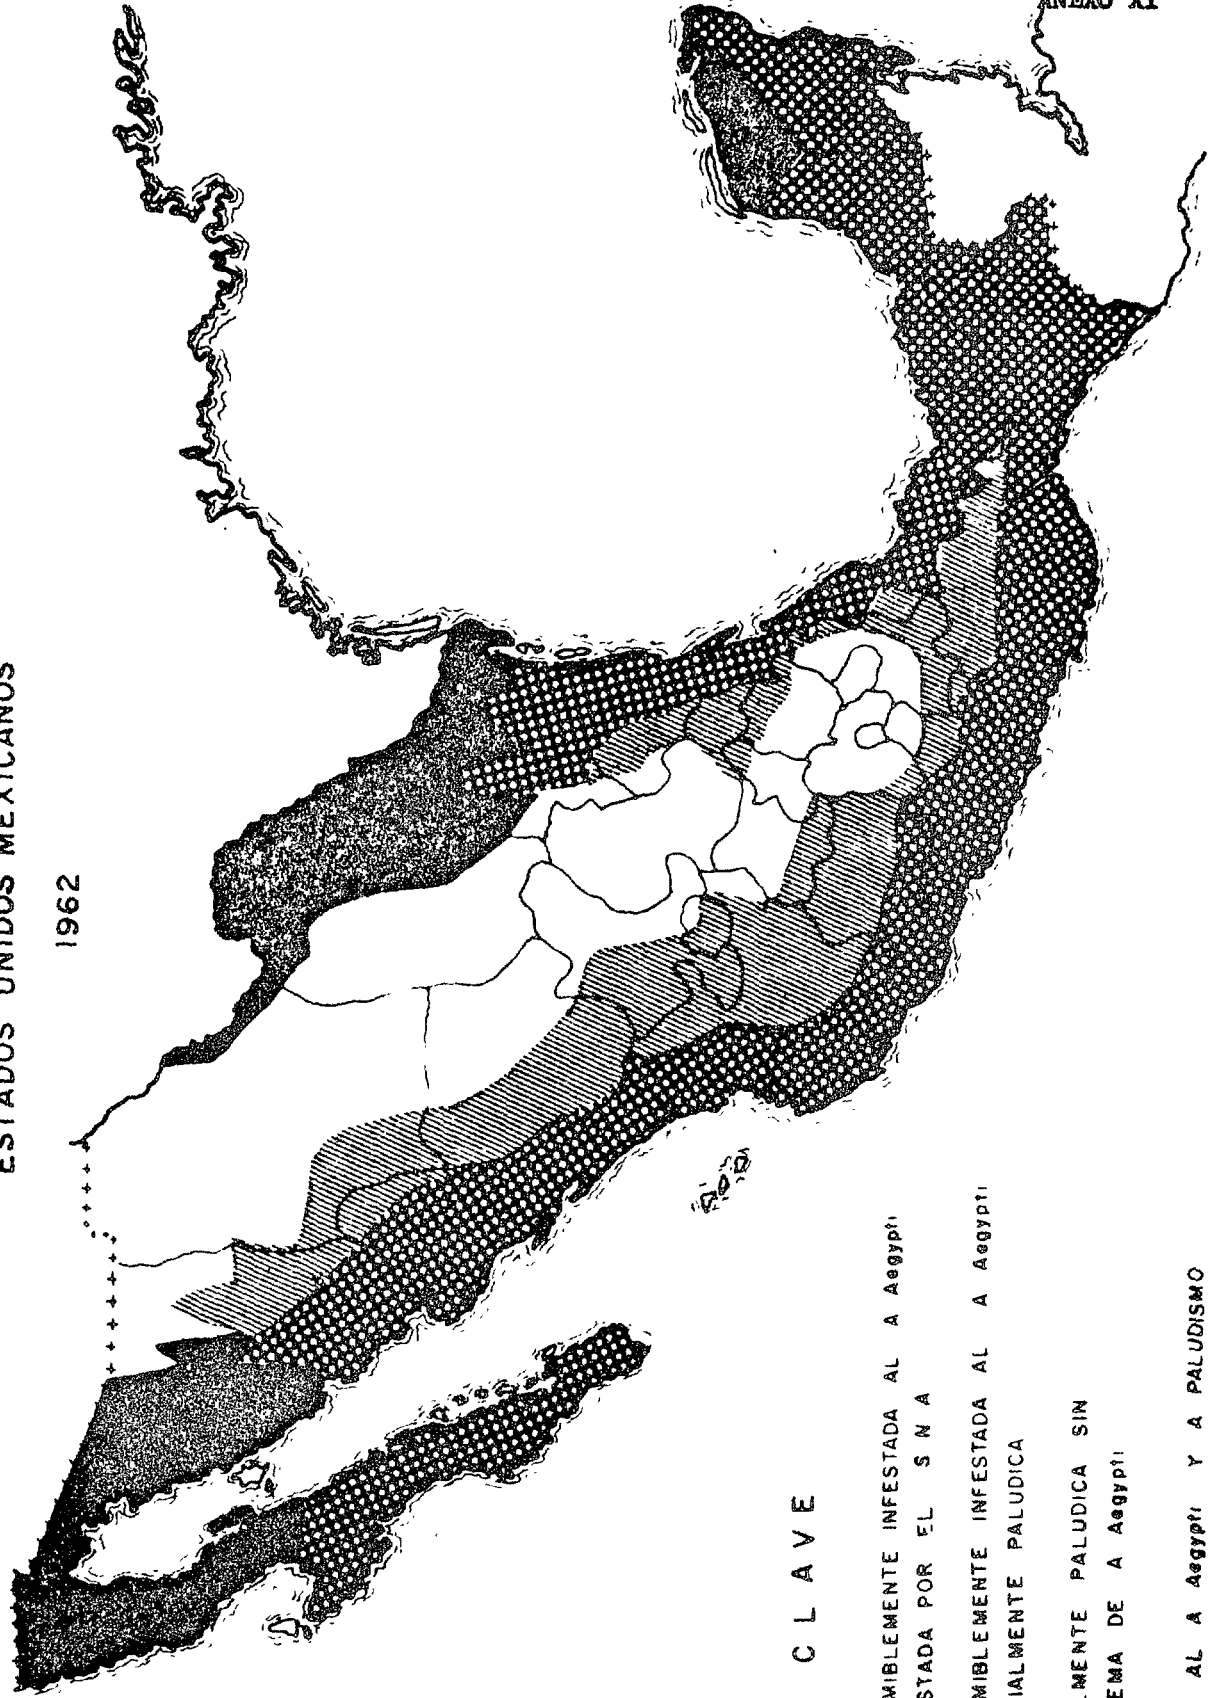 ANEXO XI
ESTADOS UNIDOS MEXICANOS
1962
CLAVE
MIBLEMENTE INFESTADA AL A Aegypti
STADA POR EL S N A
MIBLEMENTE INFESTADA AL A Aegypti
IALMENTE PALUDICA
LMENTE PALUDICA SIN
EMA DE A Aegypti
AL A Aegypti Y A PALUDISMO